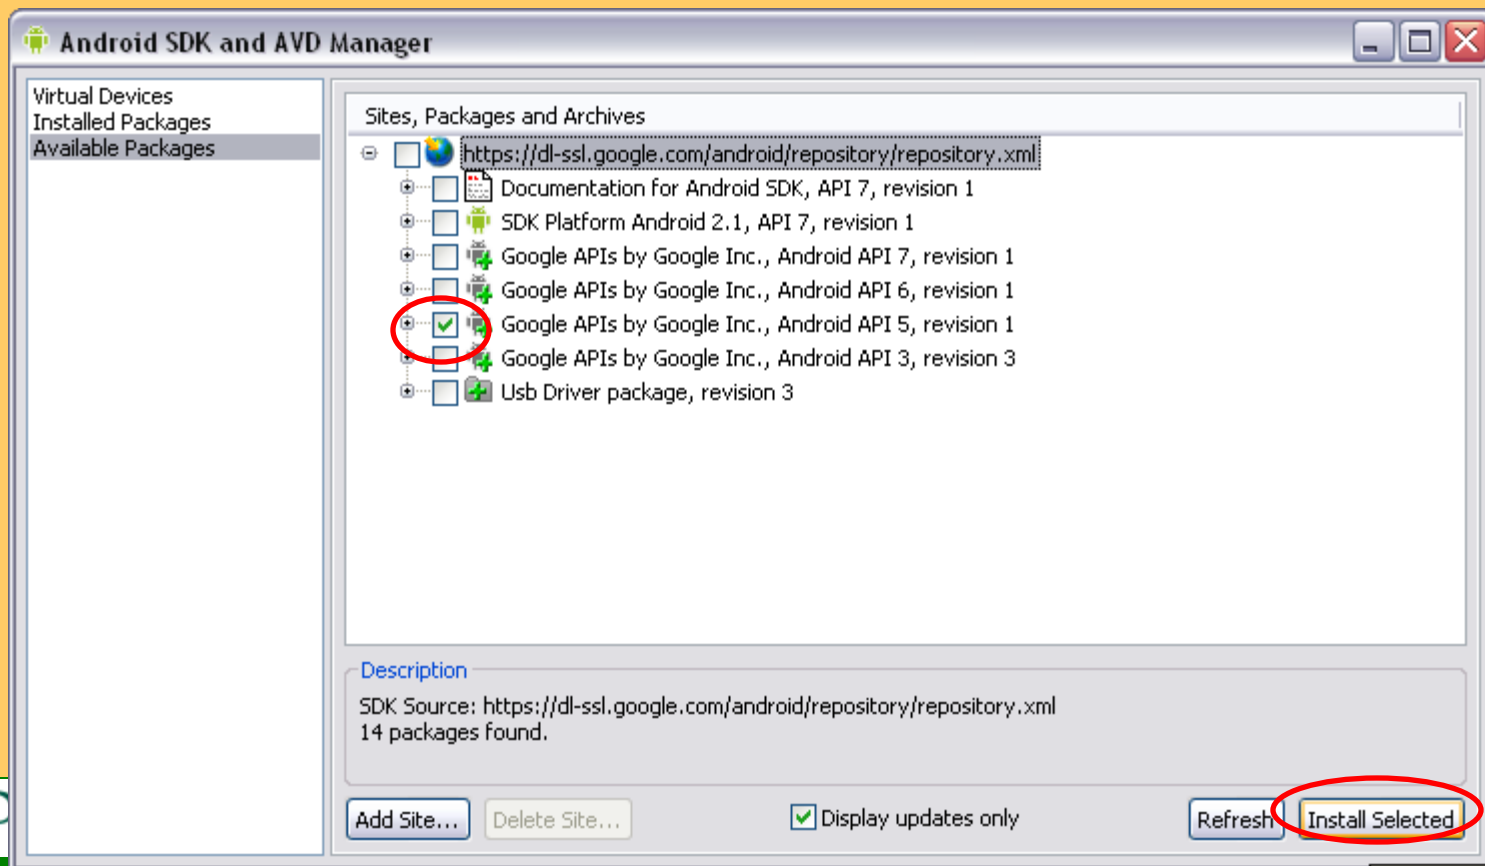 Android SDK and AVD Manager
Virtual Devices
Installed Packages
Available Packages
Sites, Packages and Archives
https://dl-ssl.google.com/android/repository/repository.xml
Documentation for Android SDK, API 7, revision 1
SDK Platform Android 2.1, API 7, revision 1
Google APIs by Google Inc., Android API 7, revision 1
Google APIs by Google Inc., Android API 6, revision 1
Google APIs by Google Inc., Android API 5, revision 1
Google APIs by Google Inc., Android API 3, revision 3
Usb Driver package, revision 3
Description
SDK Source: https://dl-ssl.google.com/android/repository/repository.xml
14 packages found.
Add Site... Delete Site... Display updates only Refresh Install Selected